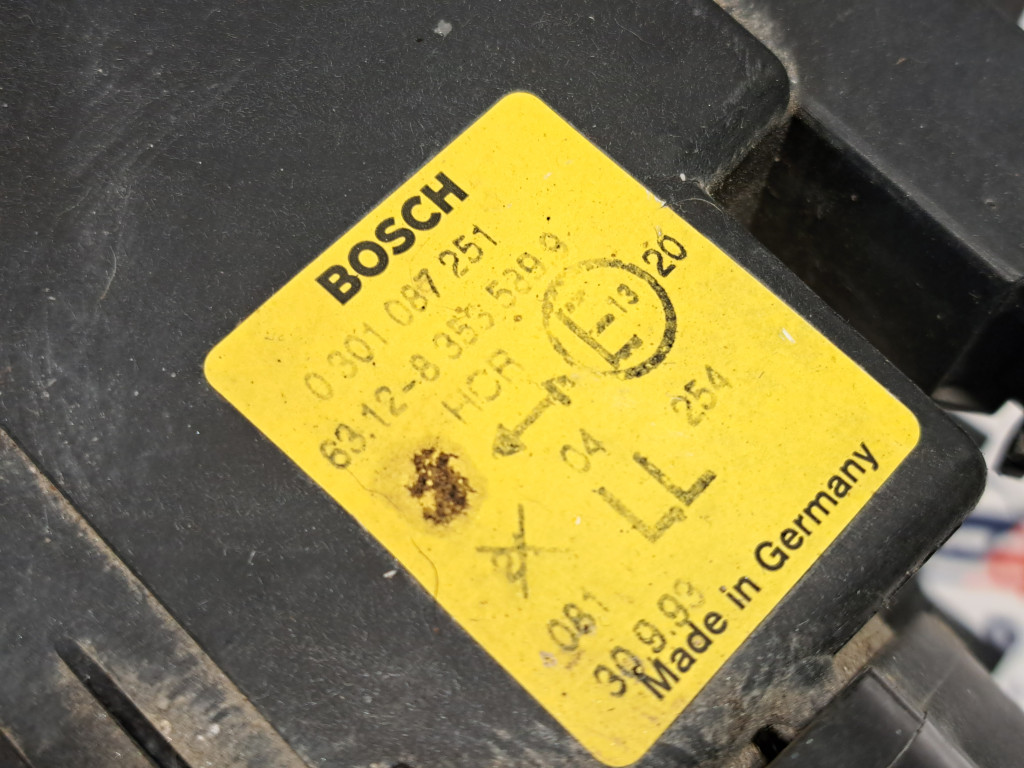 BOSCH
0 301 087 251
63.12-8 353 539.9
HCR
E-13 20
04 254
LL
081
30.9.93
Made in Germany